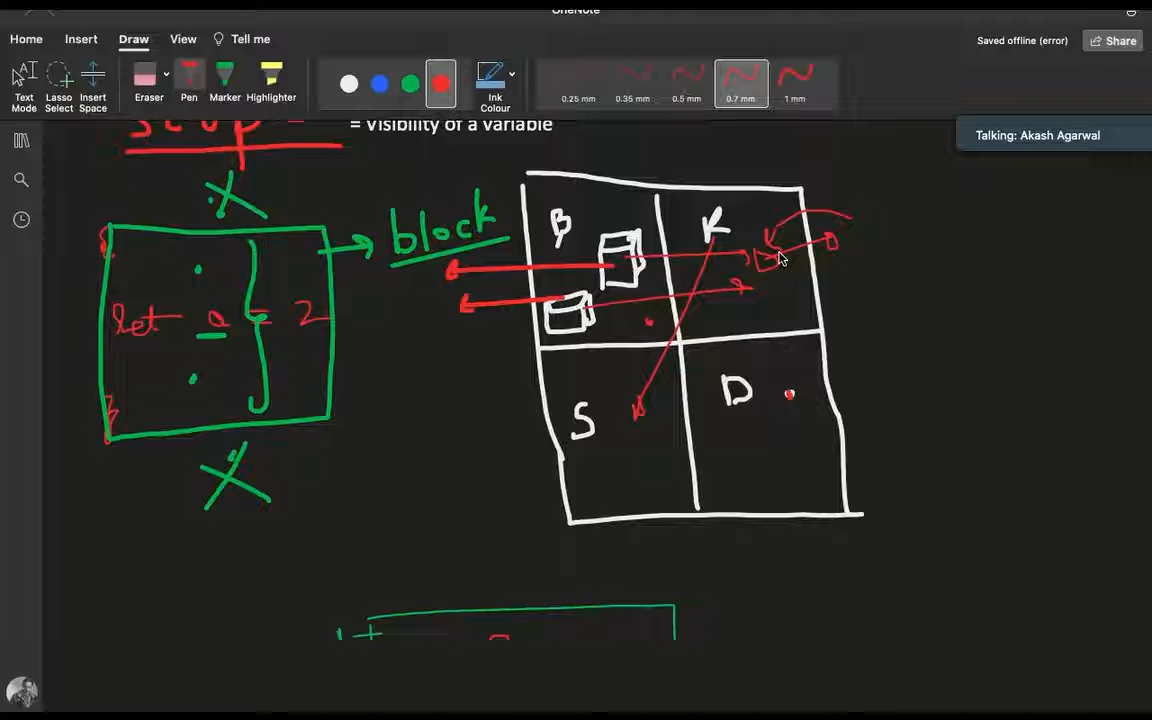 OneNote
Home Insert Draw View Tell me
Saved offline (error) Share
Text Mode
Lasso Select
Insert Space
Eraser
Pen
Marker
Highlighter
Ink Colour
0.25 mm 0.35 mm 0.5 mm 0.7 mm 1 mm
Talking: Akash Agarwal
= Visibility of a variable
block
B K
let a = 2
S D